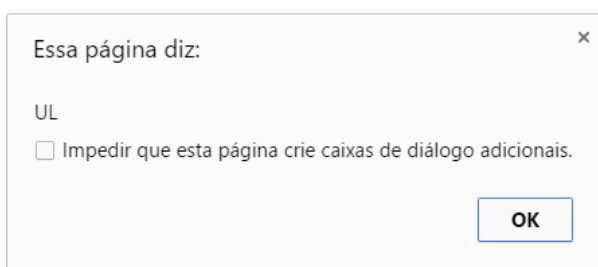 Essa página diz:
UL
Impedir que esta página crie caixas de diálogo adicionais.
OK